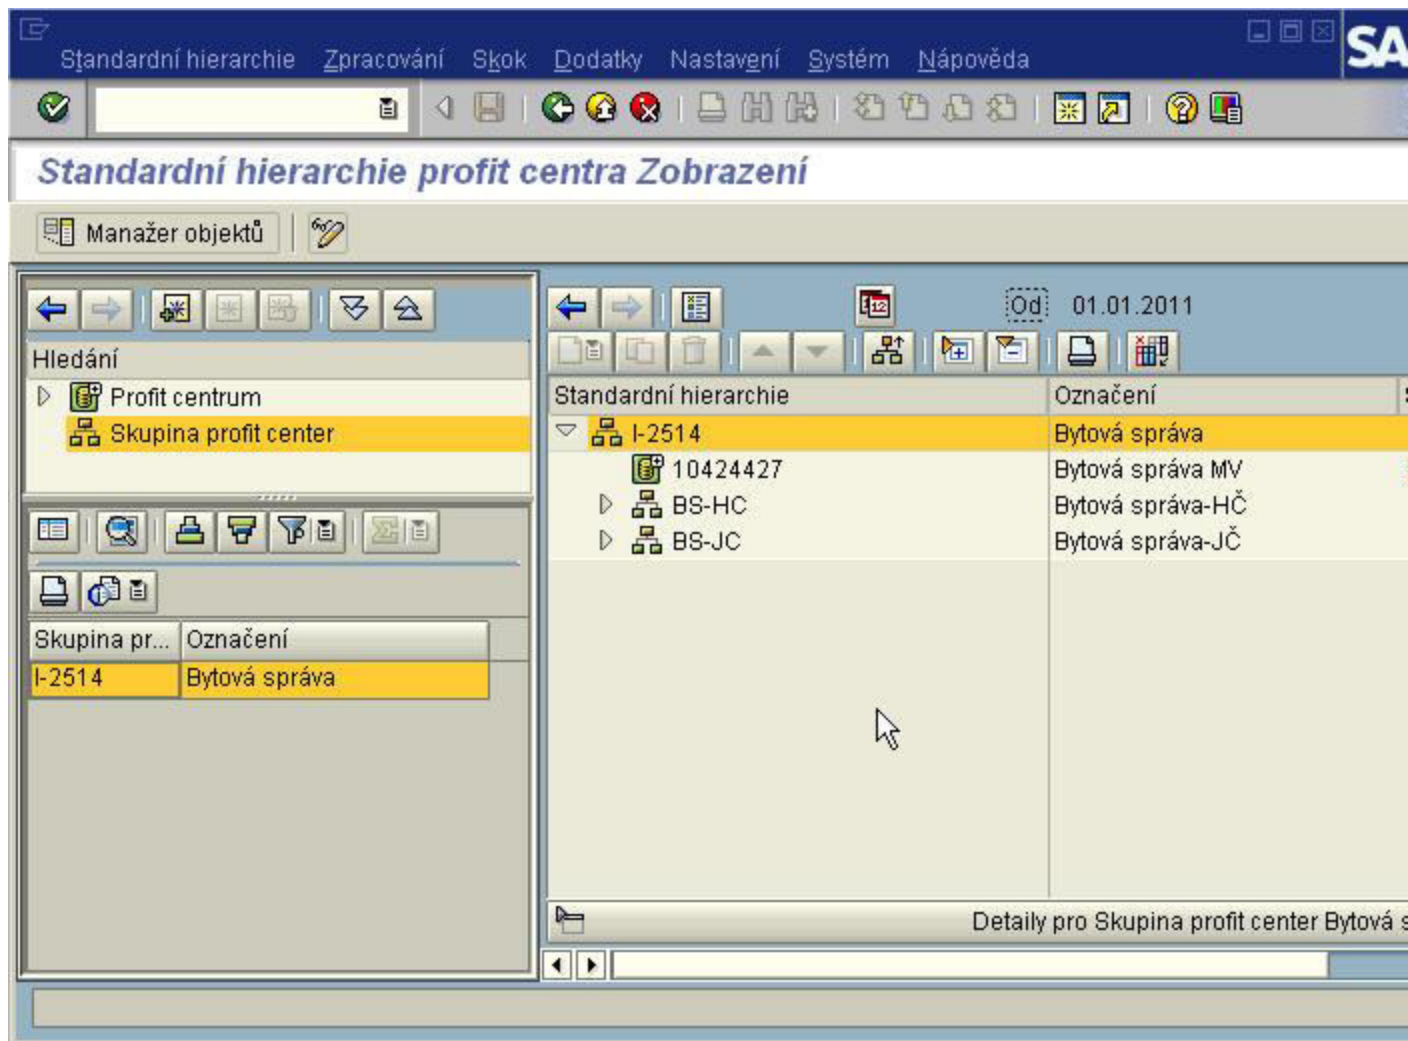 Standardní hierarchie Zpracování Skok Dodatky Nastavení Systém Nápověda
SA
Standardní hierarchie profit centra Zobrazení
Manažer objektů
Od 01.01.2011
Hledání
Profit centrum
Skupina profit center
Standardní hierarchie Označení
I-2514 Bytová správa
10424427 Bytová správa MV
BS-HC Bytová správa-HČ
BS-JC Bytová správa-JČ
Skupina pr... Označení
I-2514 Bytová správa
Detaily pro Skupina profit center Bytová s